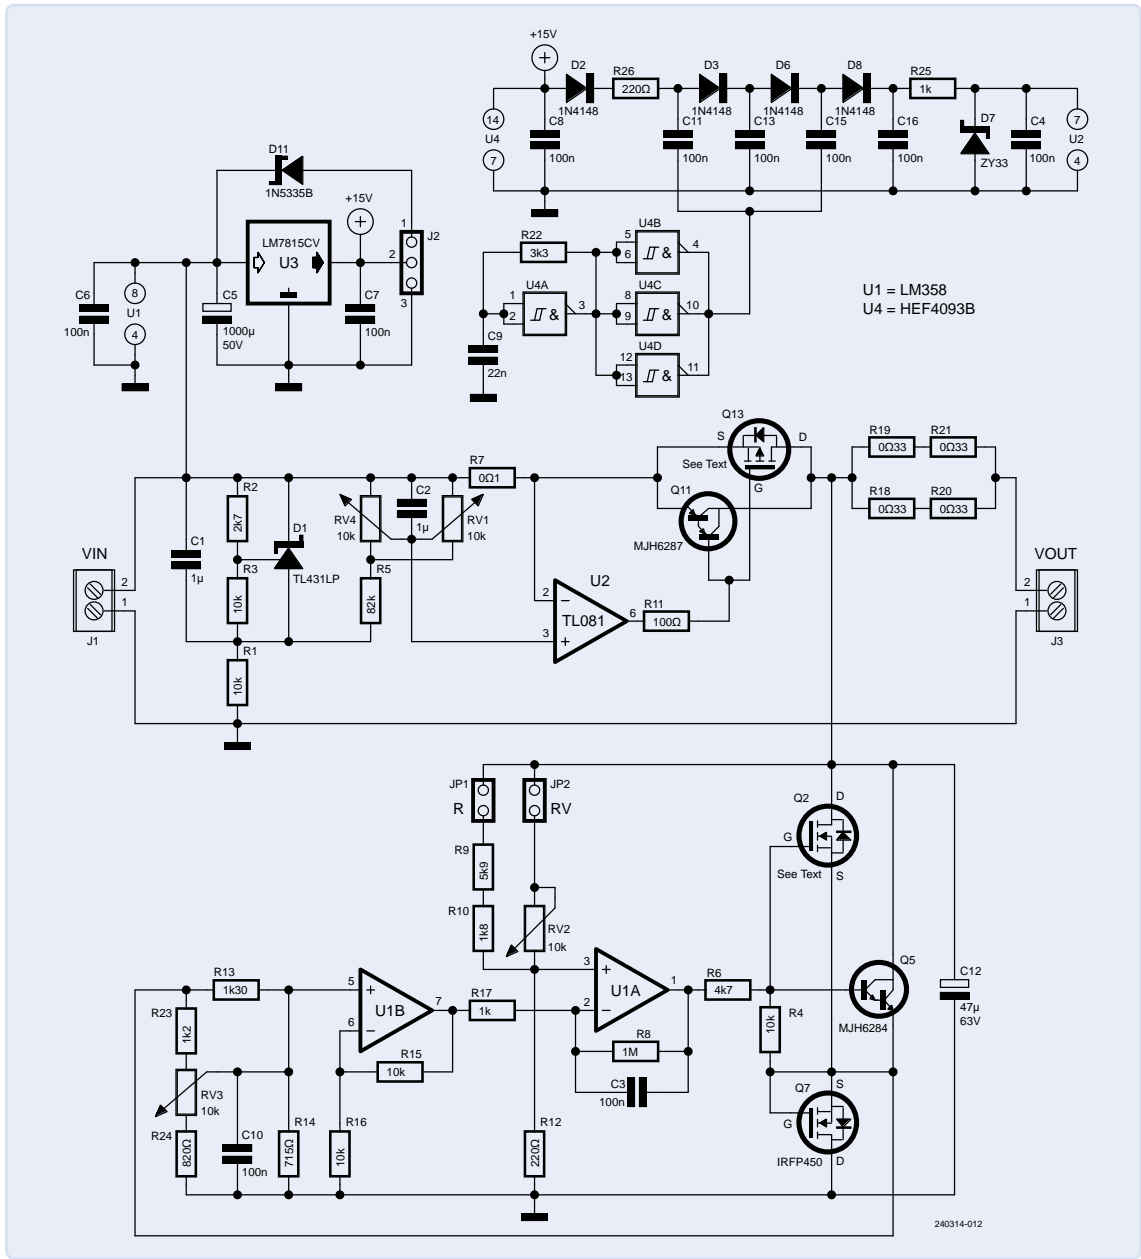 +15V
D2
1N4148
R26
220Ω
D3
1N4148
D6
1N4148
D8
1N4148
R25
1k
14
U4
7
C8
100n
C11
100n
C13
100n
C15
100n
C16
100n
D7
ZY33
C4
100n
7
U2
4
D11
1N5335B
+15V
LM7815CV
U3
1
J2
2
3
C6
100n
8
U1
4
C5
1000µ
50V
C7
100n
R22
3k3
U4B
5
6
&
4
U4A
1
2
&
3
U4C
8
9
&
10
U4D
12
13
&
11
C9
22n
U1 = LM358
U4 = HEF4093B
Q13
S
D
See Text
G
Q11
MJH6287
R19
0Ω33
R21
0Ω33
R18
0Ω33
R20
0Ω33
R7
0Ω1
R2
2k7
D1
TL431LP
C2
1µ
RV4
10k
RV1
10k
C1
1µ
R3
10k
R5
82k
VIN
2
1
J1
U2
2
TL081
3
6
R11
100Ω
VOUT
2
1
J3
R1
10k
JP1
R
JP2
RV
Q2
D
G
See Text
S
R9
5k9
R10
1k8
RV2
10k
R13
1k30
5
6
U1B
7
R17
1k
3
2
U1A
1
R6
4k7
Q5
MJH6284
C12
47µ
63V
R23
1k2
R15
10k
R8
1M
R4
10k
C3
100n
RV3
10k
Q7
S
G
IRFP450
D
R24
820Ω
C10
100n
R14
715Ω
R16
10k
R12
220Ω
240314-012